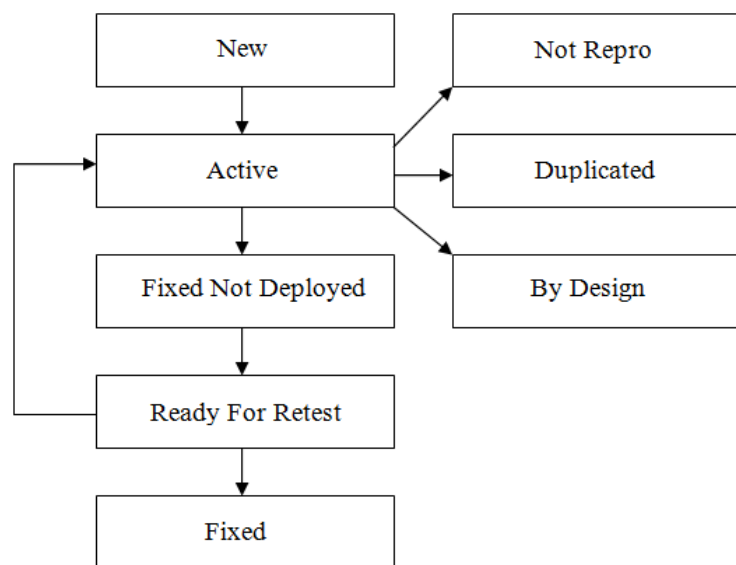 New
Not Repro
Active
Duplicated
Fixed Not Deployed
By Design
Ready For Retest
Fixed